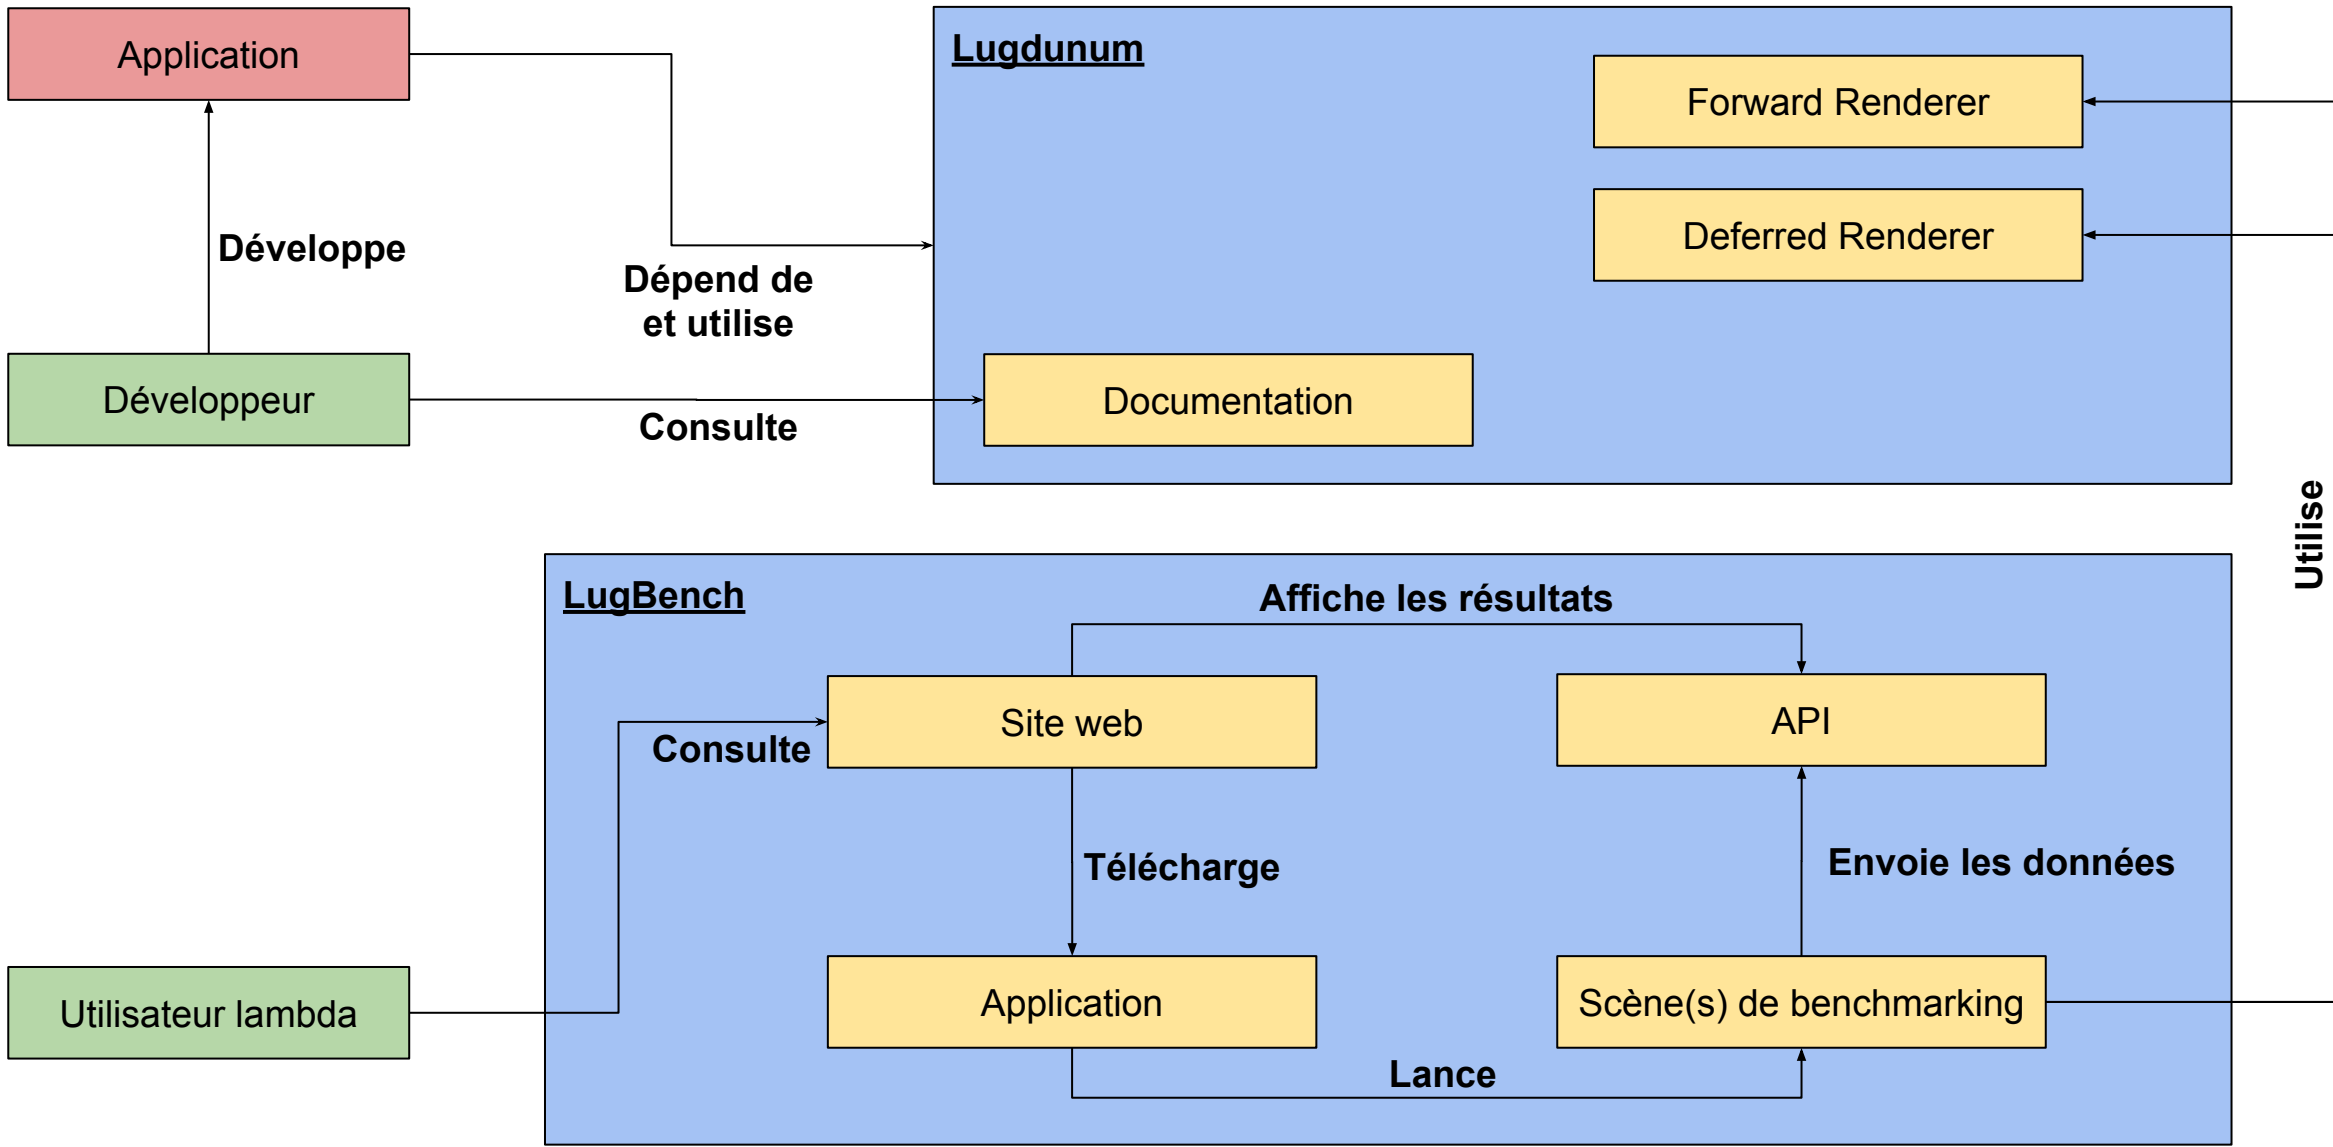 Application
Lugdunum
Forward Renderer
Deferred Renderer
Développe
Dépend de
et utilise
Développeur
Consulte
Documentation
Utilise
LugBench
Affiche les résultats
Site web
API
Consulte
Télécharge
Envoie les données
Utilisateur lambda
Application
Scène(s) de benchmarking
Lance